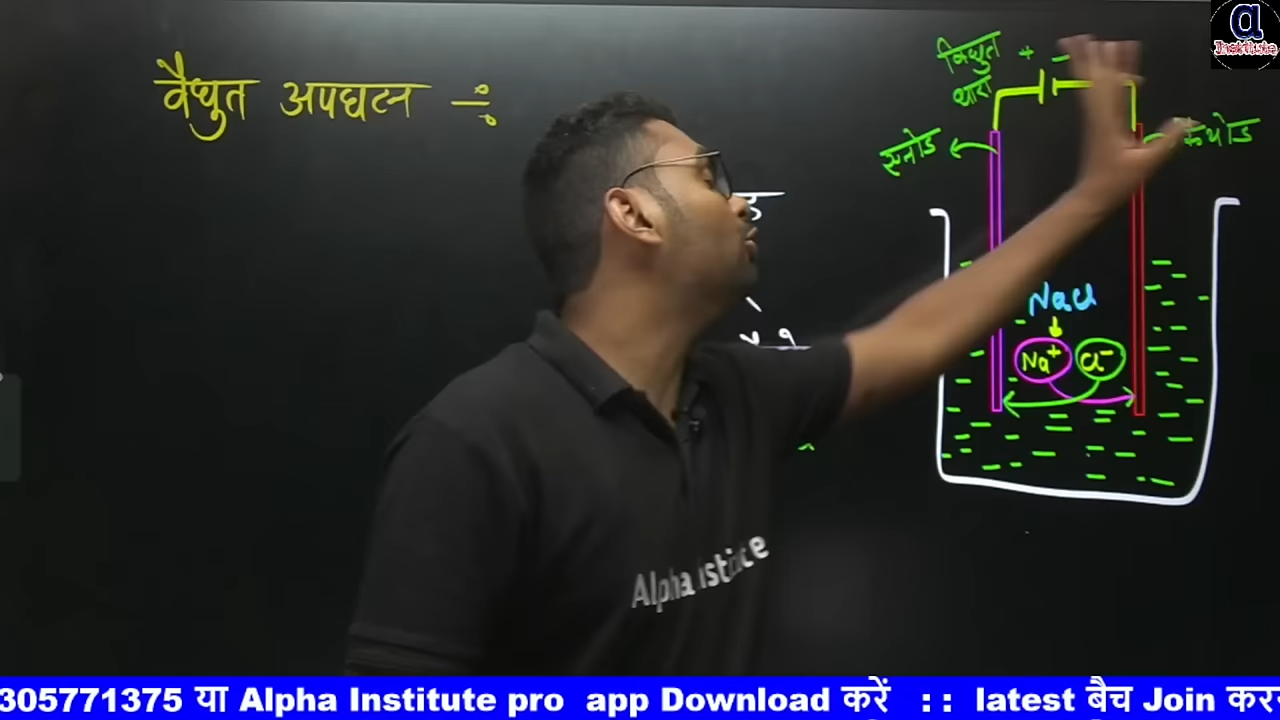 वैधुत अपघटन ÷
विधुत + -
धारा
एनोड
कैथोड
NaCl
Na⁺ Cl⁻
α
Institute
Alpha
305771375 या Alpha Institute pro app Download करें :: latest बैच Join कर